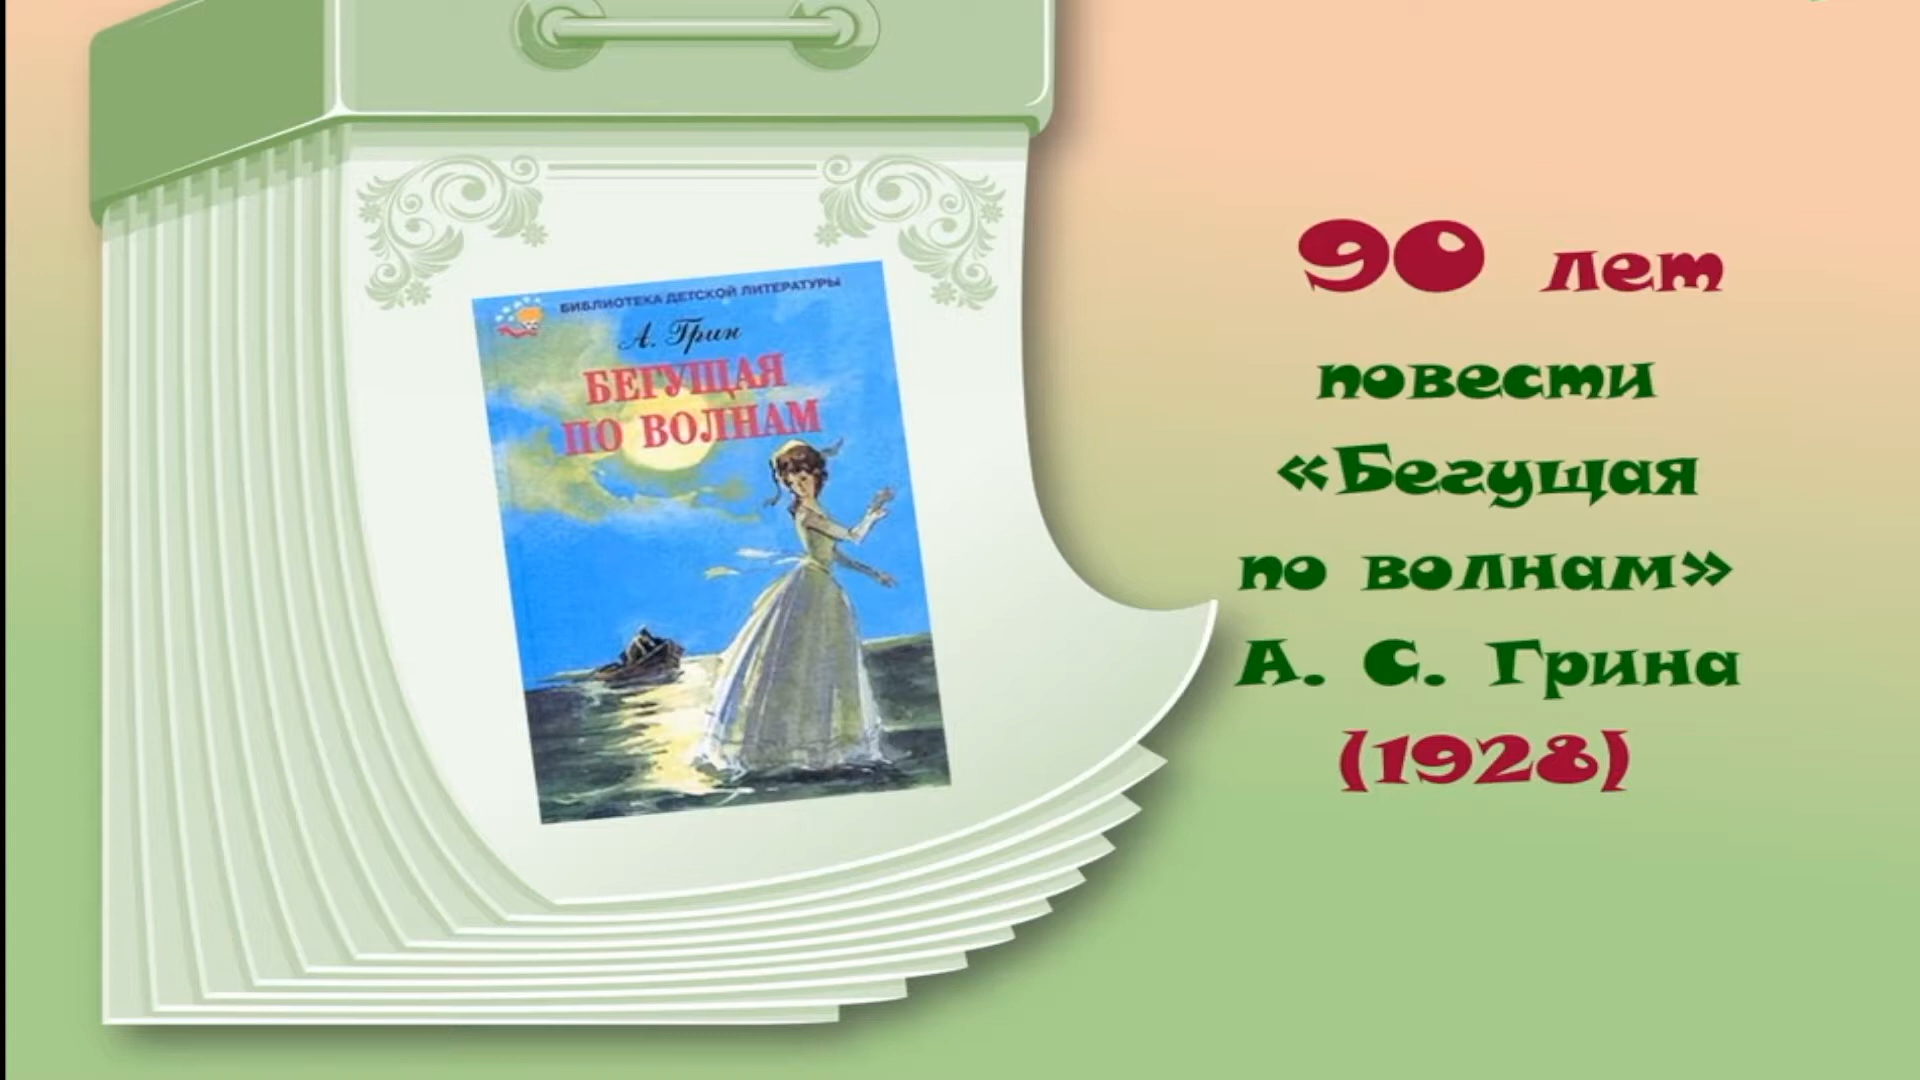 БИБЛИОТЕКА ДЕТСКОЙ ЛИТЕРАТУРЫ
А. Грин
БЕГУЩАЯ
ПО ВОЛНАМ
90 лет
повести
«Бегущая
по волнам»
А. С. Грина
(1928)